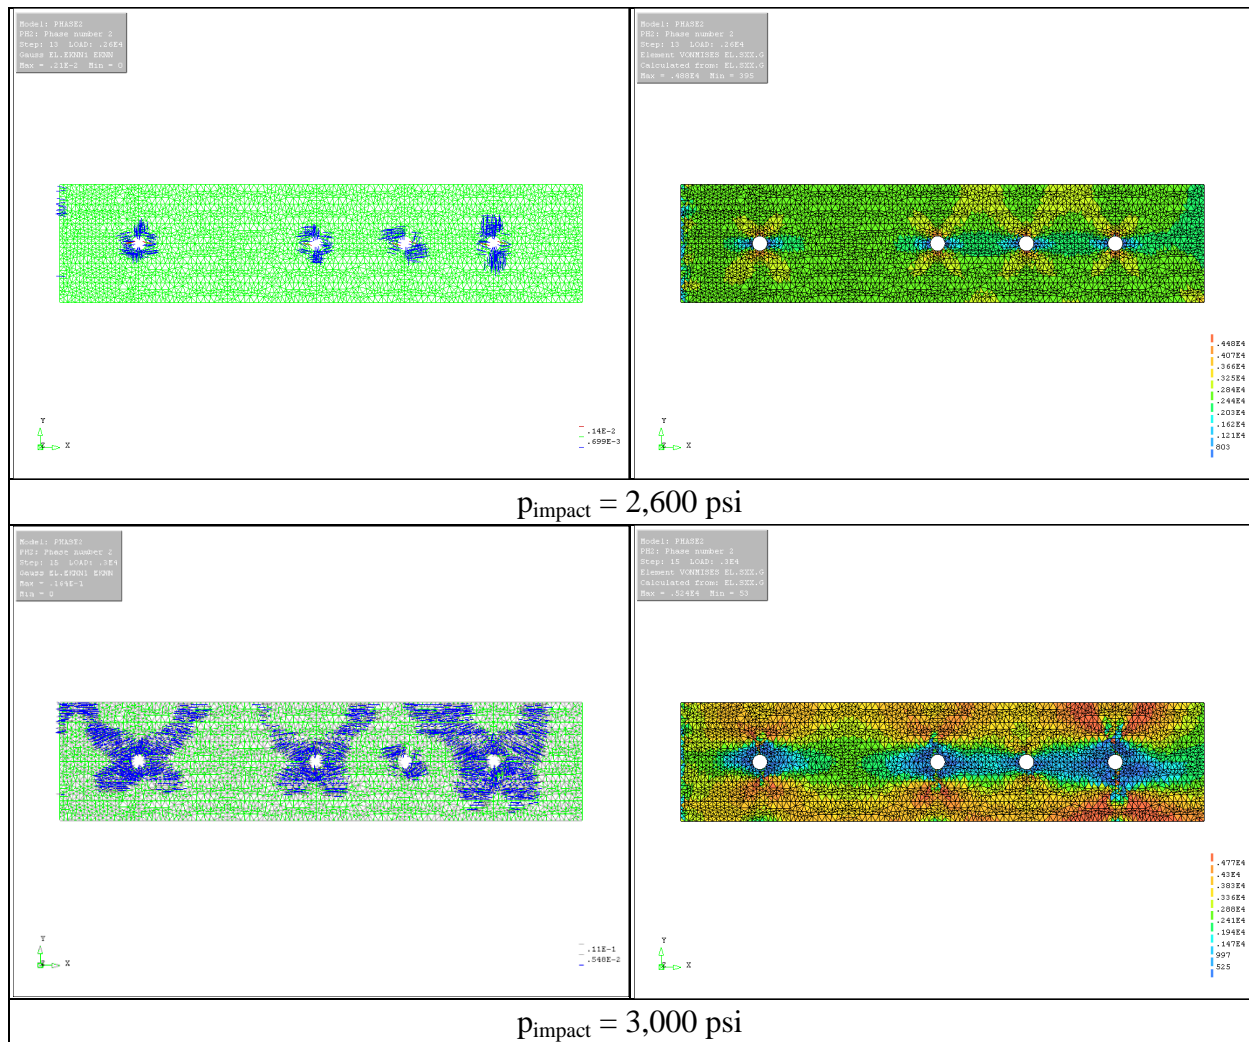 Model: PHASE2
PH2: Phase number 2
Step: 13 LOAD: .26E4
Gauss EL.EKNN1 EKNN
Max = .21E-2 Min = 0
Y
Z X
.14E-2
.699E-3
Model: PHASE2
PH2: Phase number 2
Step: 13 LOAD: .26E4
Element VONMISES EL.SXX.G
Calculated from: EL.SXX.G
Max = .488E4 Min = 395
.448E4
.407E4
.366E4
.325E4
.284E4
.244E4
.203E4
.162E4
.121E4
803
Y
Z X
pimpact = 2,600 psi
Model: PHASE2
PH2: Phase number 2
Step: 15 LOAD: .3E4
Gauss EL.EKNN1 EKNN
Max = .164E-1
Min = 0
Y
Z X
.11E-1
.548E-2
Model: PHASE2
PH2: Phase number 2
Step: 15 LOAD: .3E4
Element VONMISES EL.SXX.G
Calculated from: EL.SXX.G
Max = .524E4 Min = 53
.477E4
.43E4
.383E4
.336E4
.288E4
.241E4
.194E4
.147E4
997
525
Y
Z X
pimpact = 3,000 psi